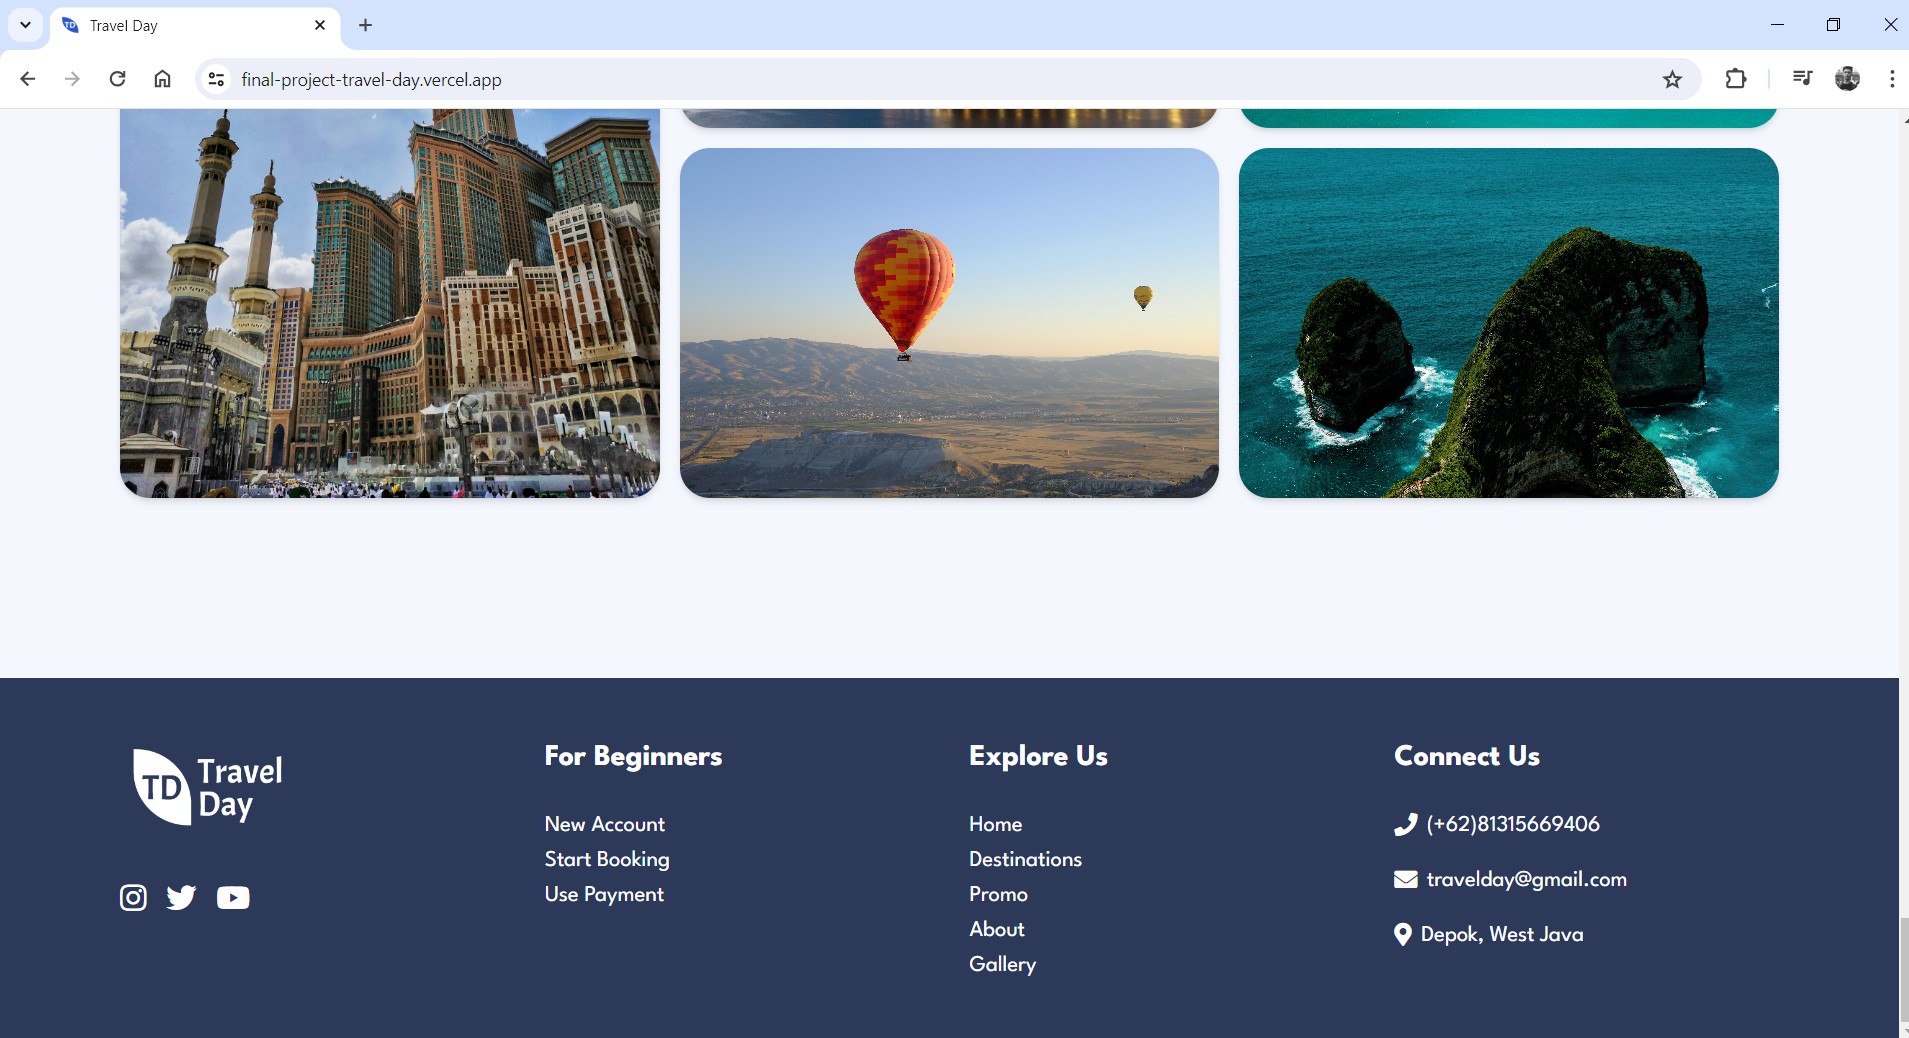 TD
Travel Day
final-project-travel-day.vercel.app
TD
Travel
Day
For Beginners
New Account
Start Booking
Use Payment
Explore Us
Home
Destinations
Promo
About
Gallery
Connect Us
(+62)81315669406
travelday@gmail.com
Depok, West Java